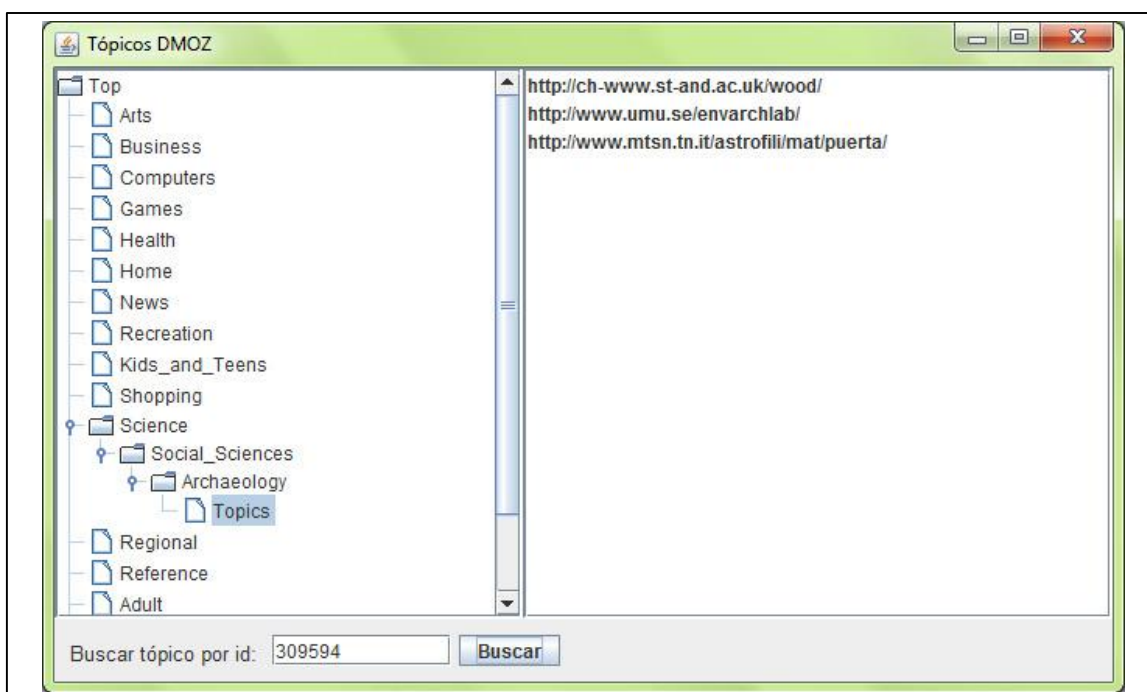 Tópicos DMOZ
Top
Arts
Business
Computers
Games
Health
Home
News
Recreation
Kids_and_Teens
Shopping
Science
Social_Sciences
Archaeology
Topics
Regional
Reference
Adult
http://ch-www.st-and.ac.uk/wood/
http://www.umu.se/envarchlab/
http://www.mtsn.tn.it/astrofili/mat/puerta/
Buscar tópico por id: 309594 Buscar